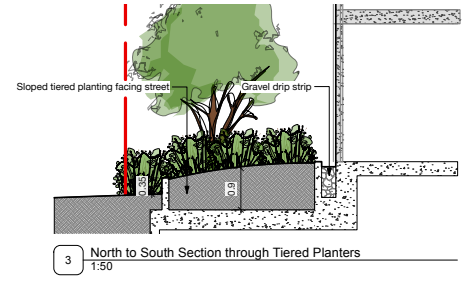 Sloped tiered planting facing street
Gravel drip strip
0.35
0.9
3
North to South Section through Tiered Planters
1:50